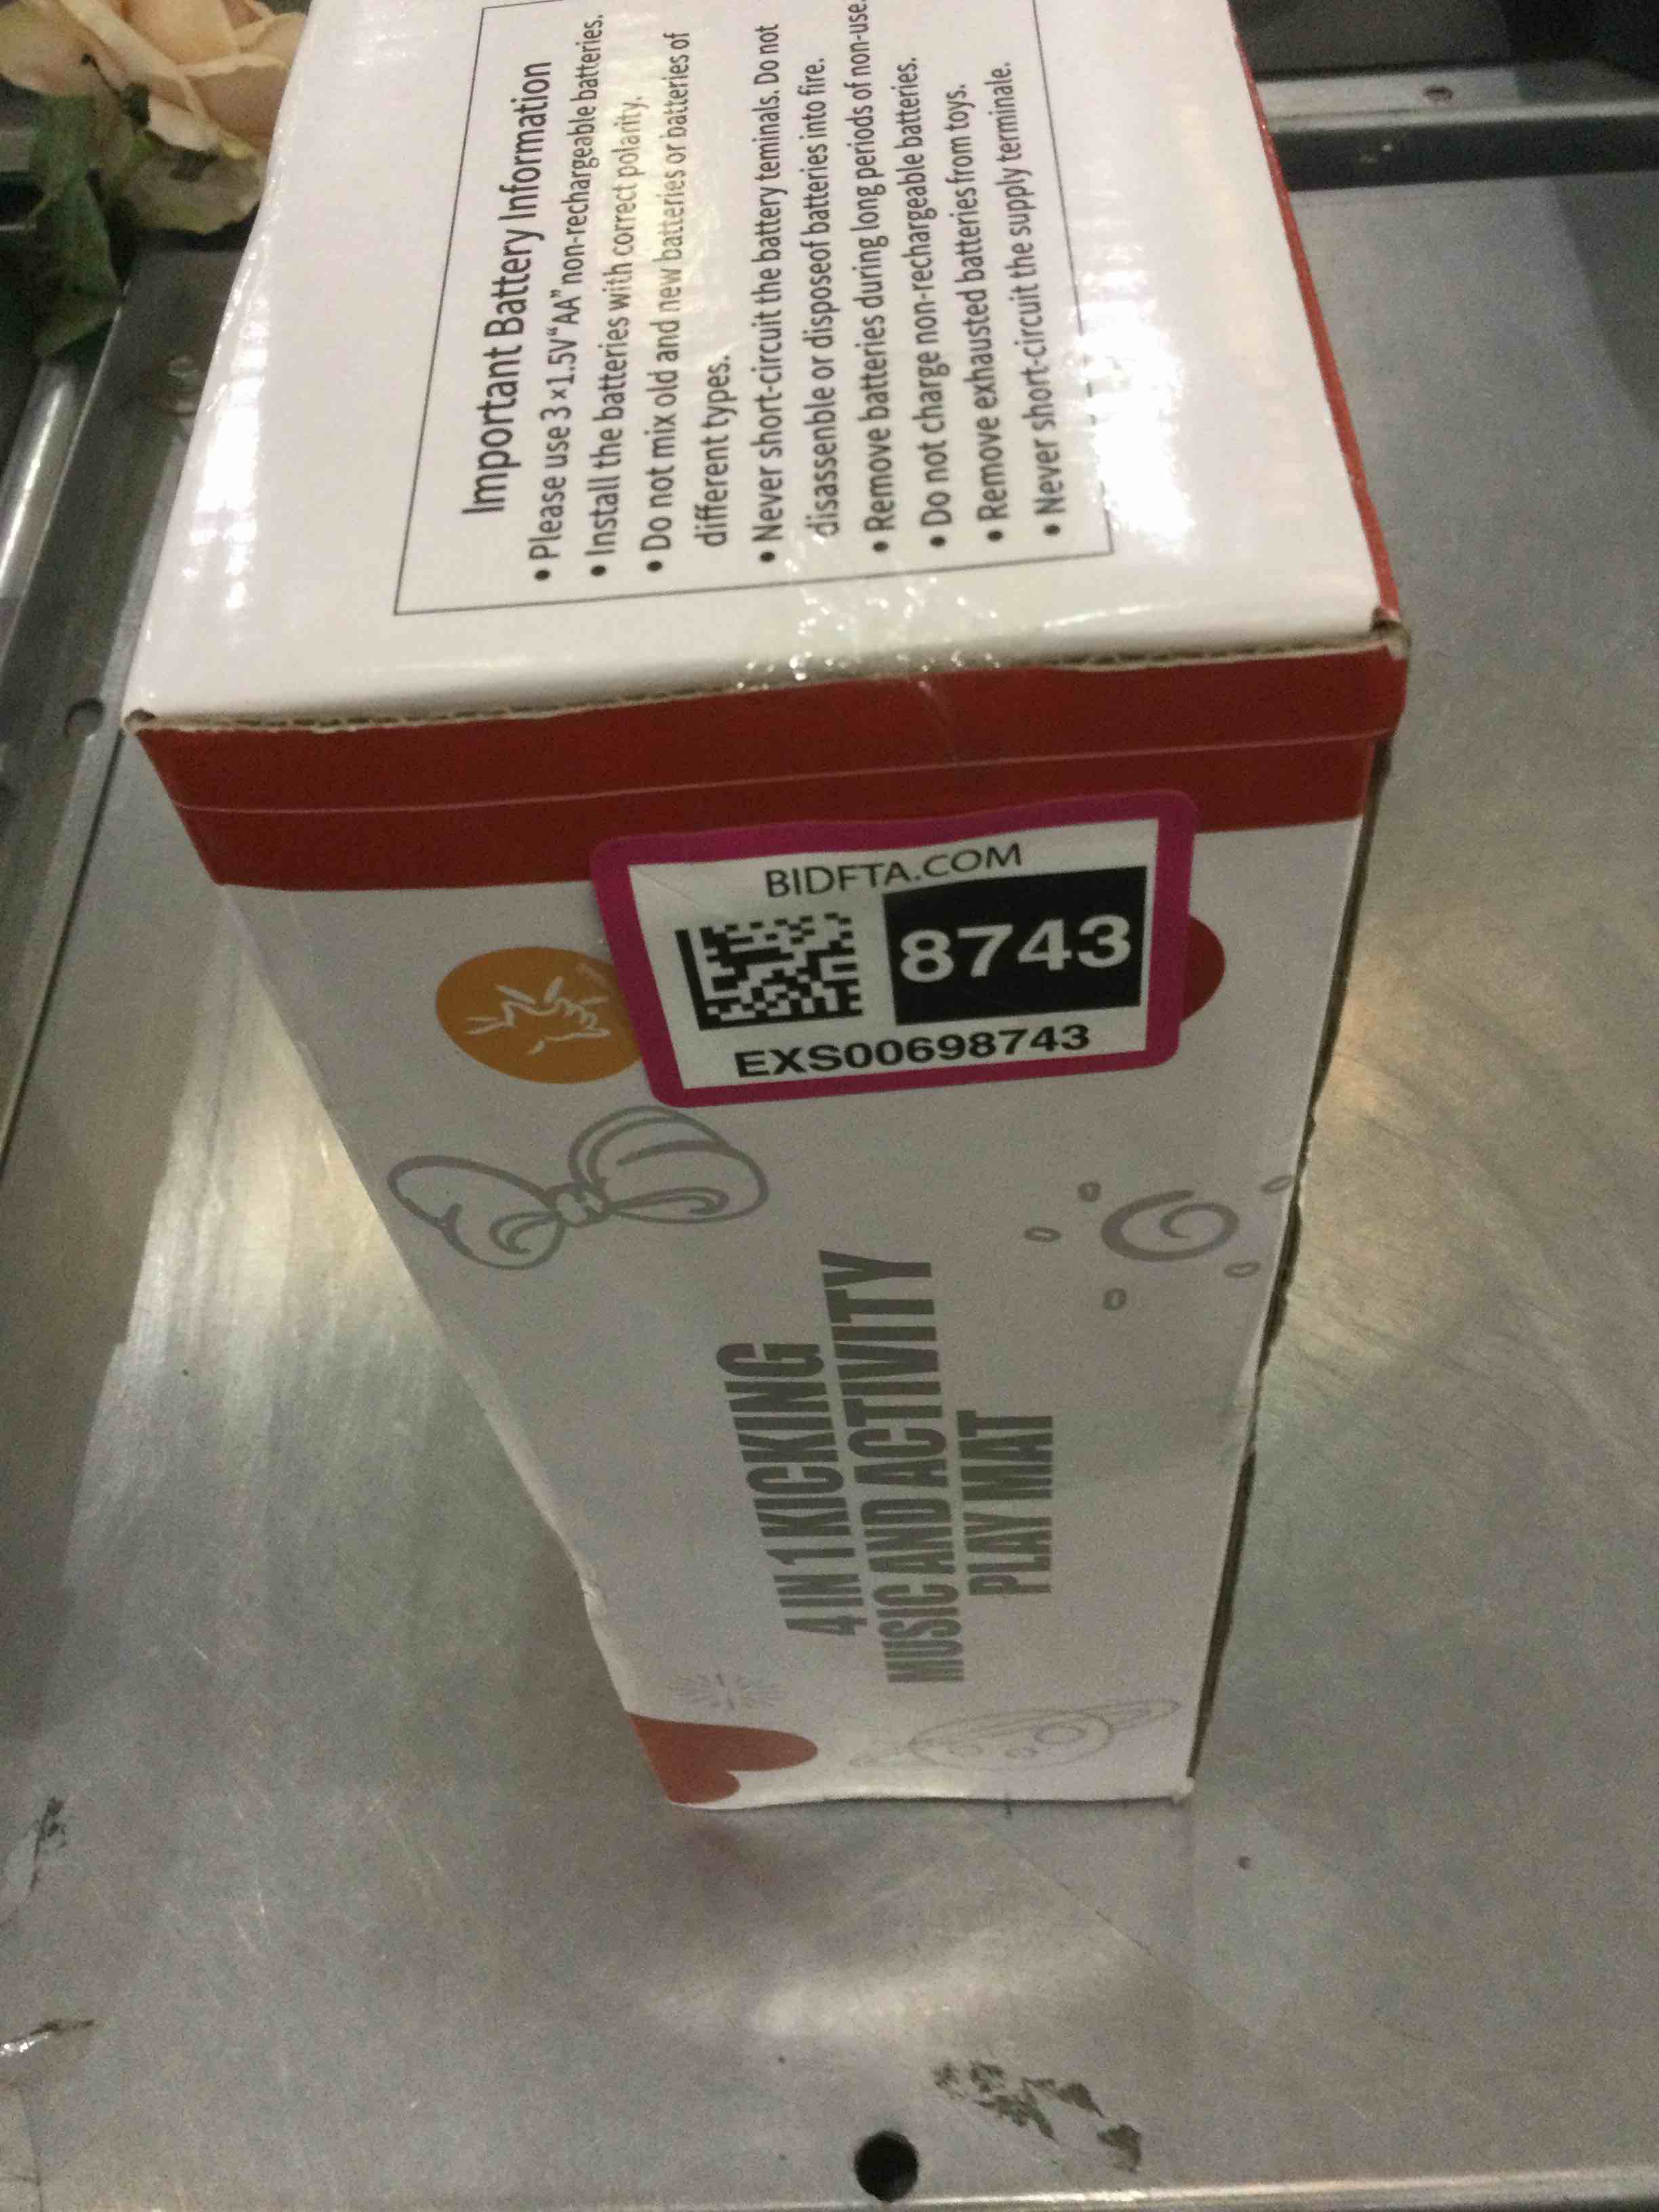 Important Battery Information
• Please use 3×1.5V“AA”non-rechargeable batteries.
• Install the batteries with correct polarity.
• Do not mix old and new batteries or batteries of
different types.
• Never short-circuit the battery teminals. Do not
disassenble or disposeof batteries into fire.
• Remove batteries during long periods of non-use.
• Do not charge non-rechargeable batteries.
• Remove exhausted batteries from toys.
• Never short-circuit the supply terminale.
BIDFTA.COM
8743
EXS00698743
4 IN 1 KICKING
MUSIC AND ACTIVITY
PLAY MAT